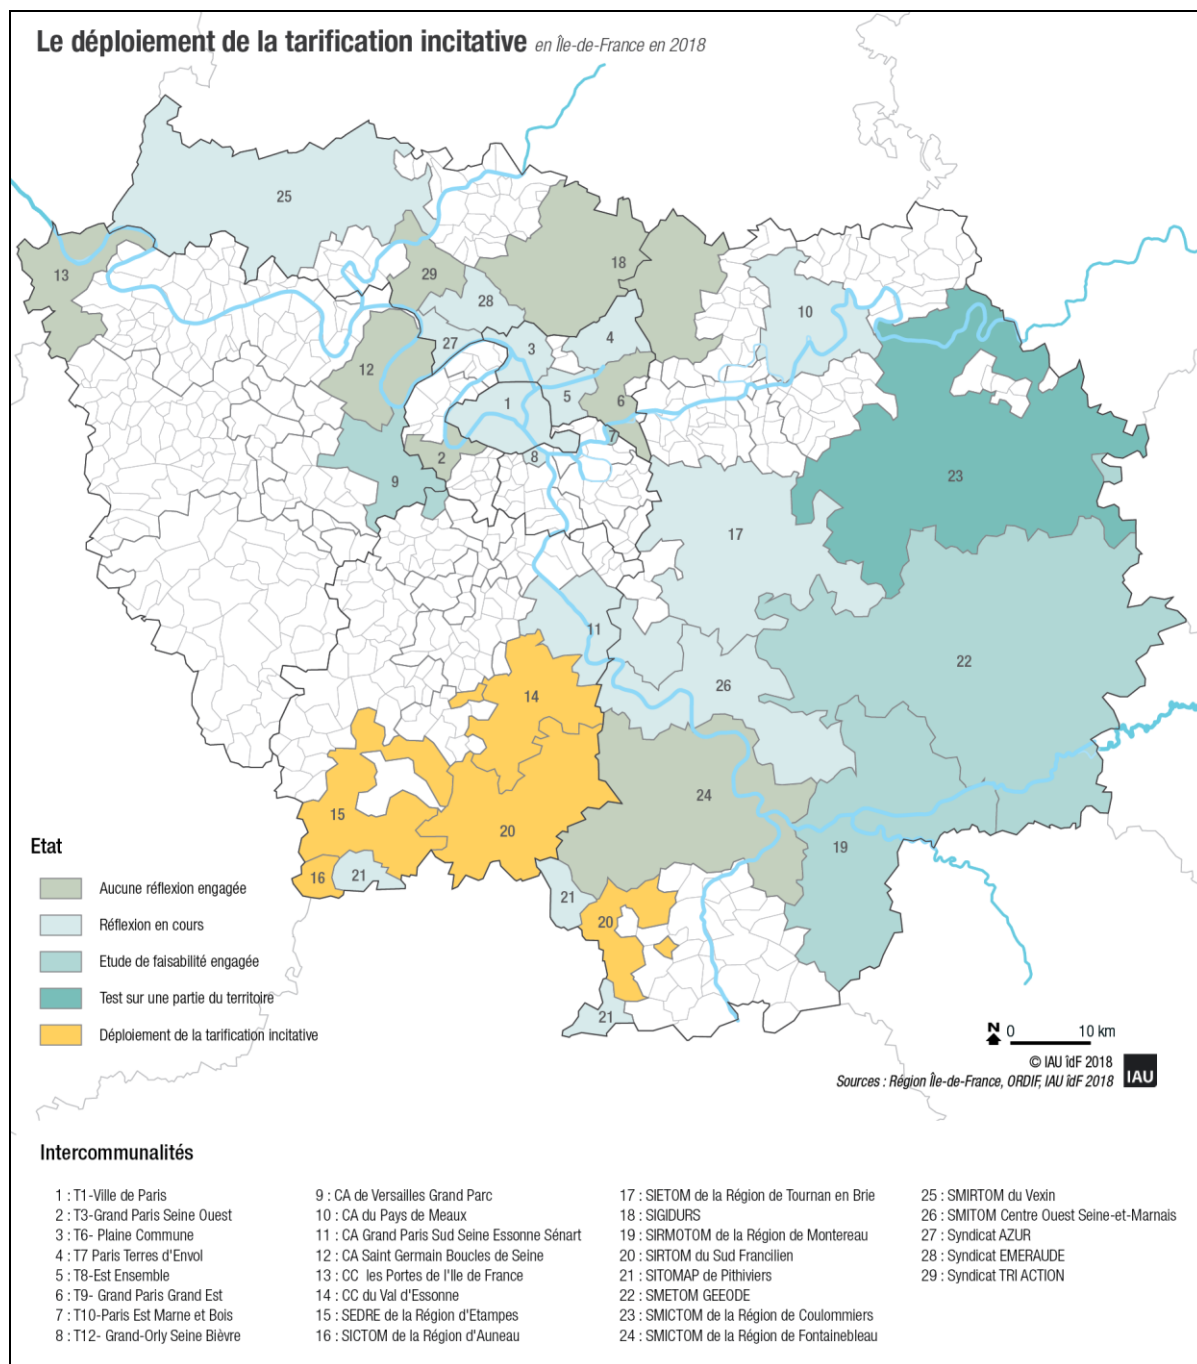 Le déploiement de la tarification incitative en Île-de-France en 2018
25
13
29
18
28
10
27
3
4
12
1
5
6
2
7
8
9
23
17
11
22
26
14
24
15
20
19
16
21
21
20
21
Etat
Aucune réflexion engagée
Réflexion en cours
Etude de faisabilité engagée
Test sur une partie du territoire
Déploiement de la tarification incitative
N 0 10 km
© IAU îdF 2018
Sources : Région Île-de-France, ORDIF, IAU îdF 2018
IAU
Intercommunalités
1 : T1-Ville de Paris
2 : T3-Grand Paris Seine Ouest
3 : T6- Plaine Commune
4 : T7 Paris Terres d'Envol
5 : T8-Est Ensemble
6 : T9- Grand Paris Grand Est
7 : T10-Paris Est Marne et Bois
8 : T12- Grand-Orly Seine Bièvre
9 : CA de Versailles Grand Parc
10 : CA du Pays de Meaux
11 : CA Grand Paris Sud Seine Essonne Sénart
12 : CA Saint Germain Boucles de Seine
13 : CC les Portes de l'Ile de France
14 : CC du Val d'Essonne
15 : SEDRE de la Région d'Etampes
16 : SICTOM de la Région d'Auneau
17 : SIETOM de la Région de Tournan en Brie
18 : SIGIDURS
19 : SIRMOTOM de la Région de Montereau
20 : SIRTOM du Sud Francilien
21 : SITOMAP de Pithiviers
22 : SMETOM GEEODE
23 : SMICTOM de la Région de Coulommiers
24 : SMICTOM de la Région de Fontainebleau
25 : SMIRTOM du Vexin
26 : SMITOM Centre Ouest Seine-et-Marnais
27 : Syndicat AZUR
28 : Syndicat EMERAUDE
29 : Syndicat TRI ACTION